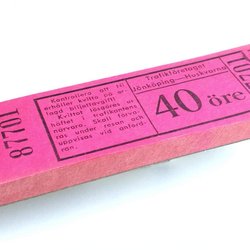 87701
Kontrollera att Ni
erhåller kvitto på er-
lagd biljettavgift!
Kvittot lösgöres ur
häftet i trafikantens
närvaro. Skall förva-
ras under resan och
uppvisas vid anford-
ran.
Trafikföretaget
Jönköping—Huskvarna
40 öre